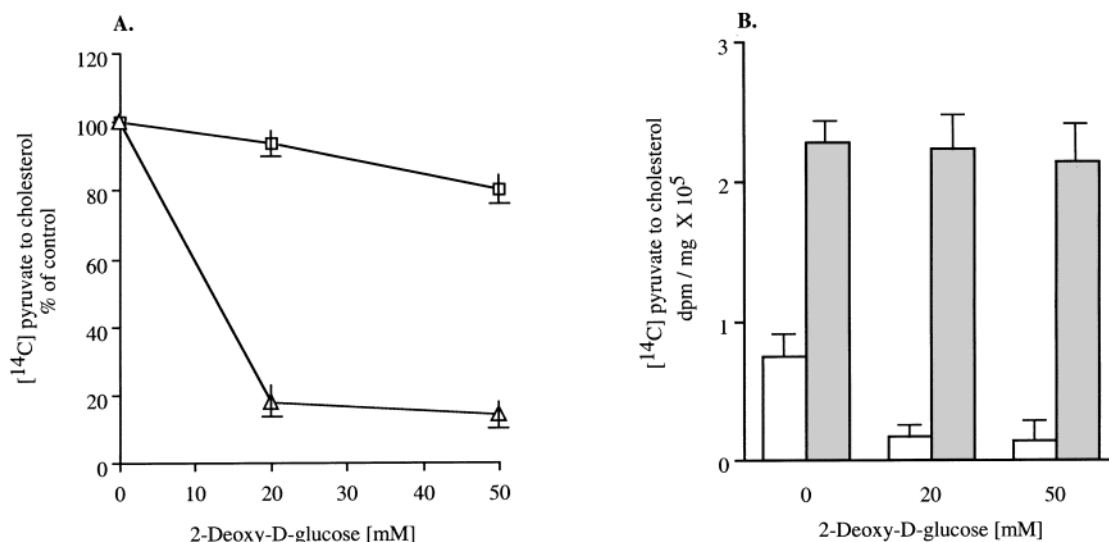 A.
120
100
80
60
40
20
0
[14C] pyruvate to cholesterol
% of control
0 10 20 30 40 50
2-Deoxy-D-glucose [mM]
B.
3
2
1
0
[14C] pyruvate to cholesterol
dpm / mg X 10^5
0 20 50
2-Deoxy-D-glucose [mM]